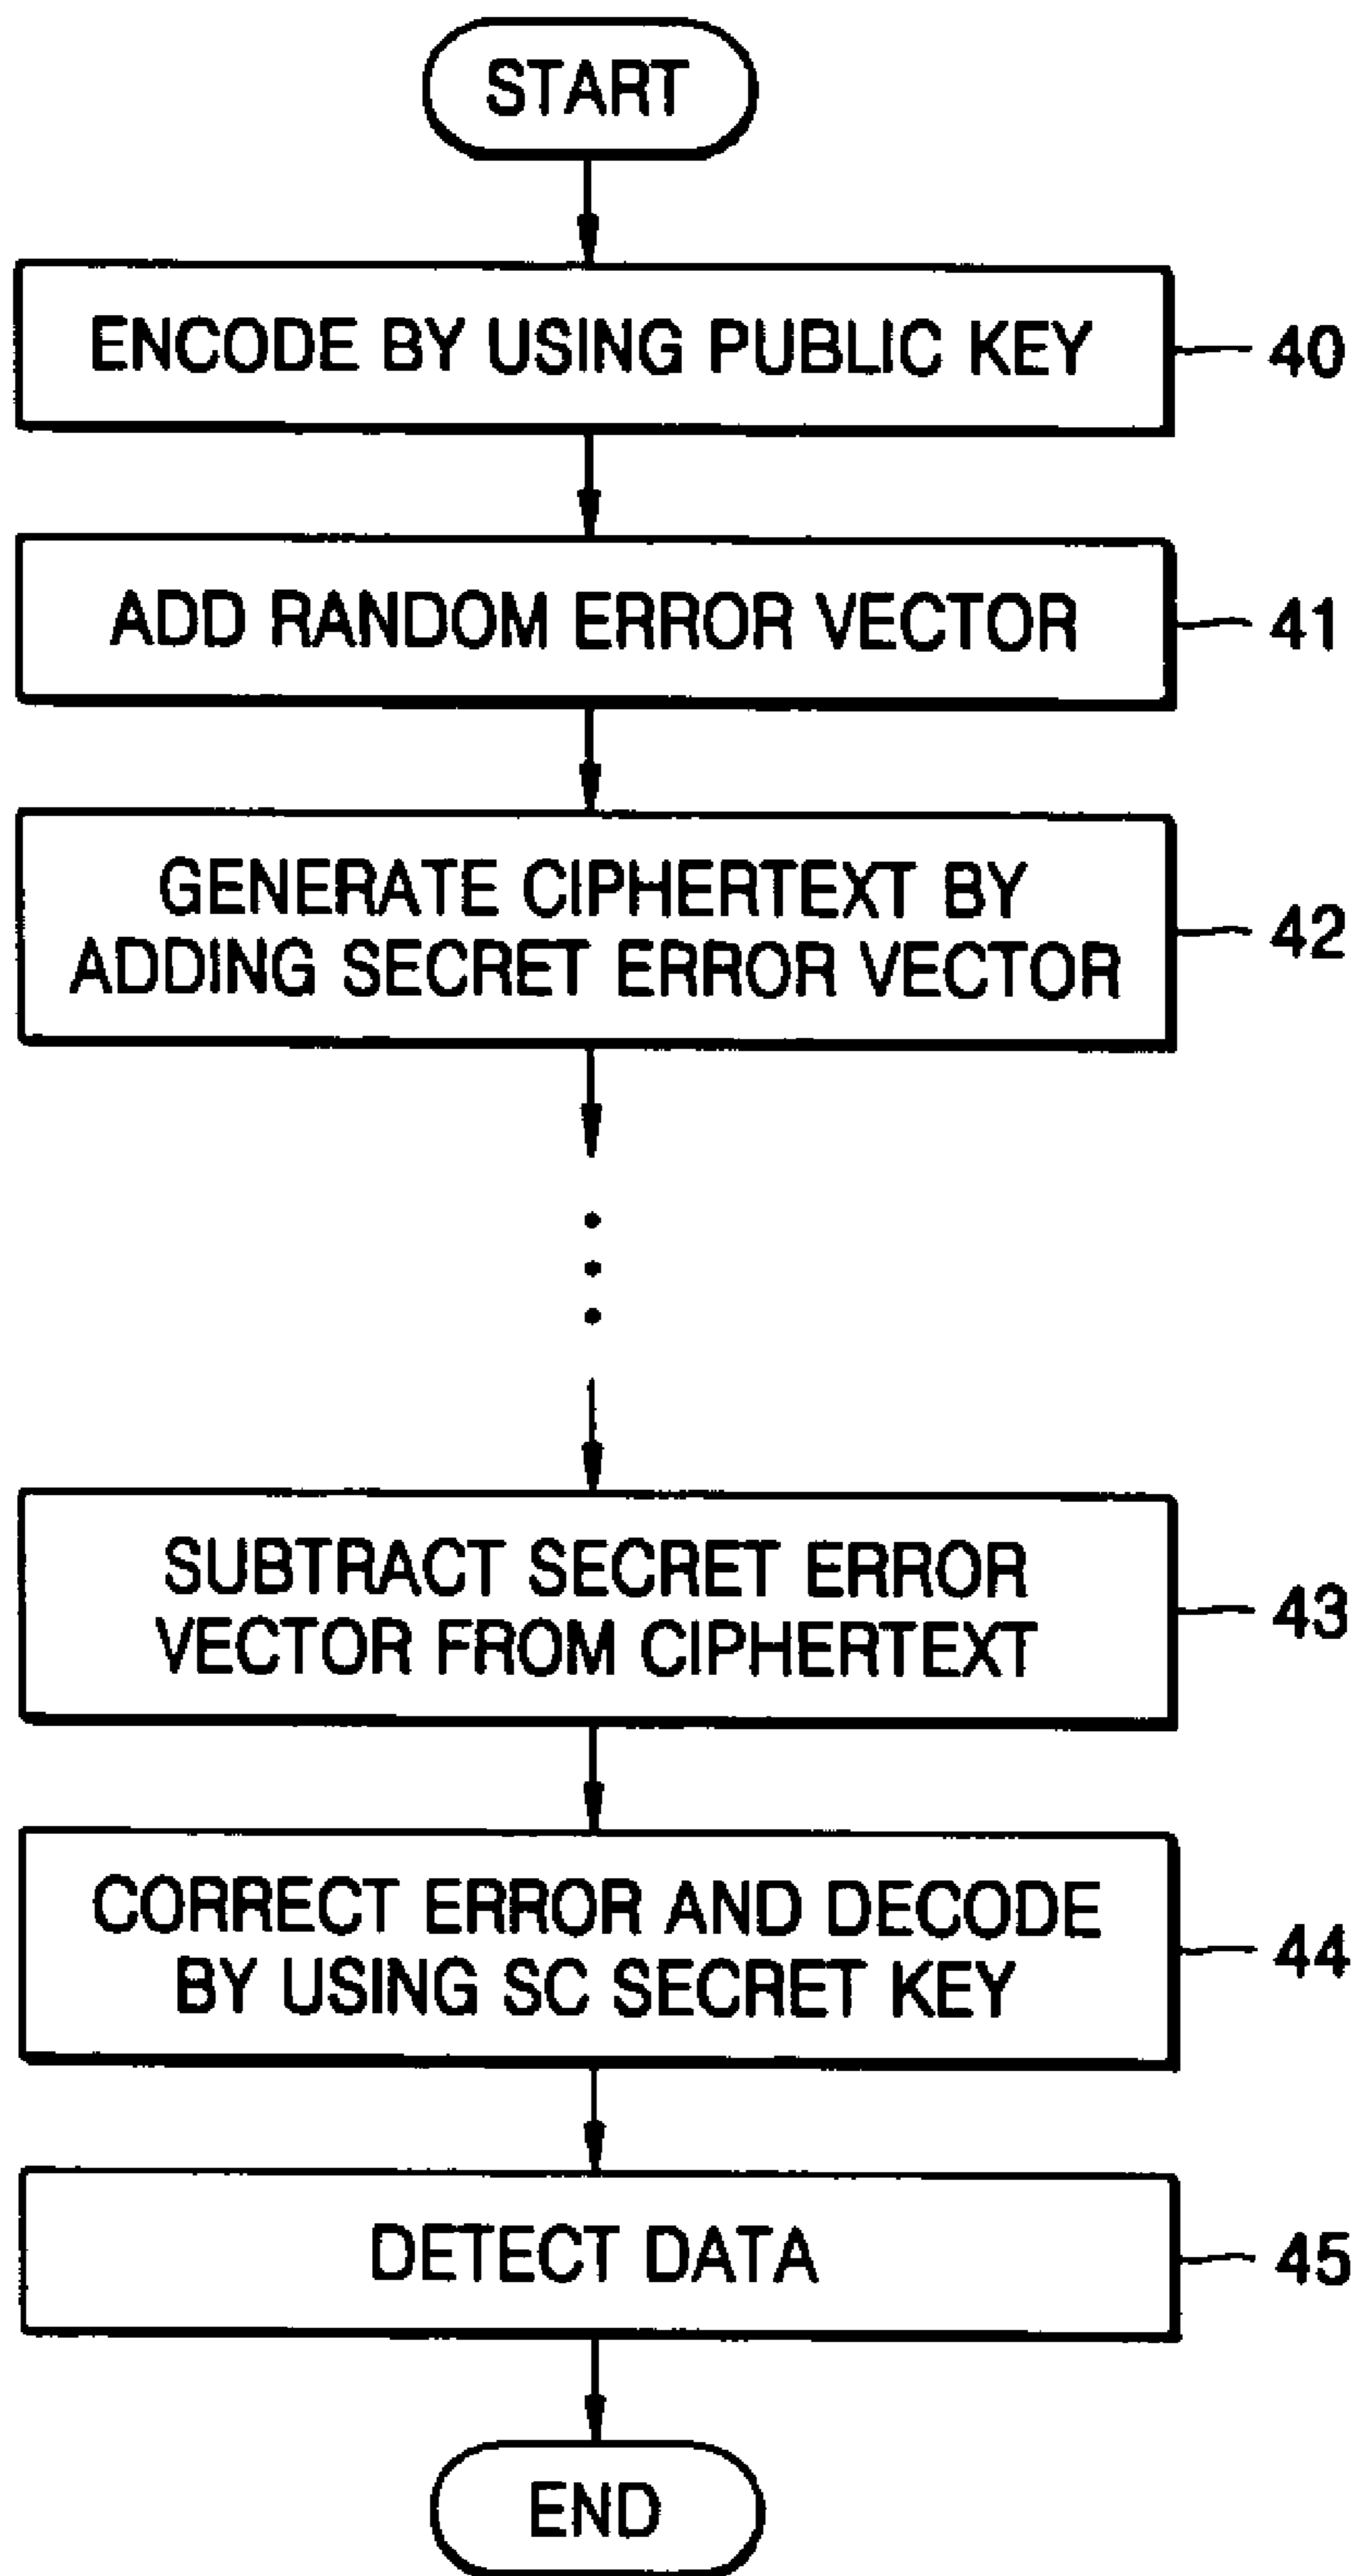 START
ENCODE BY USING PUBLIC KEY
40
ADD RANDOM ERROR VECTOR
41
GENERATE CIPHERTEXT BY
ADDING SECRET ERROR VECTOR
42
SUBTRACT SECRET ERROR
VECTOR FROM CIPHERTEXT
43
CORRECT ERROR AND DECODE
BY USING SC SECRET KEY
44
DETECT DATA
45
END